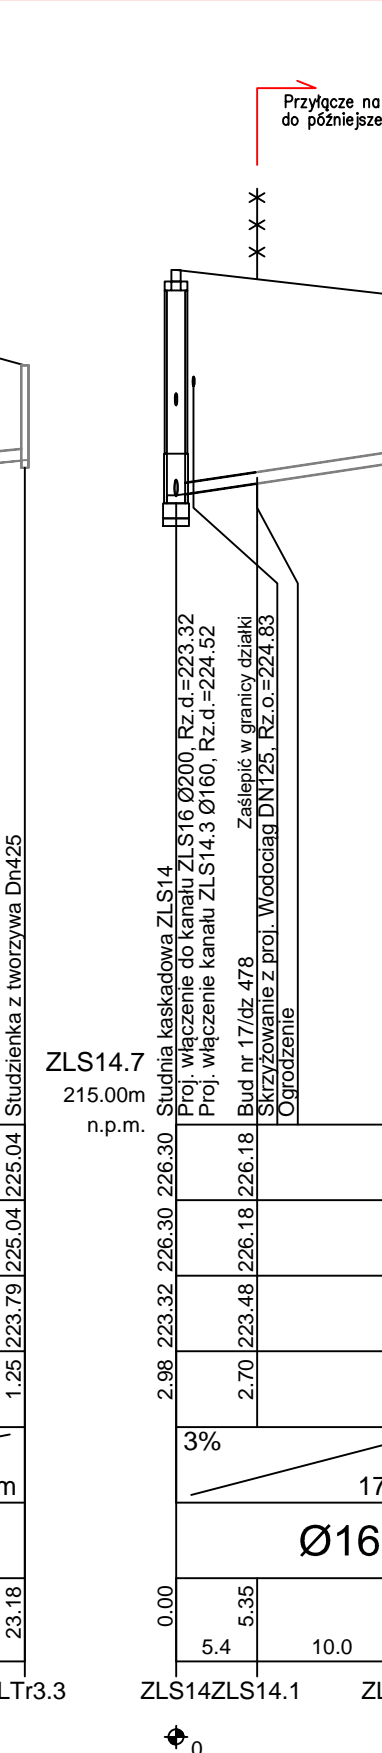 Przyłącze na
do późniejsze
Studzienka z tworzywa Dn425
Studnia kaskadowa ZLS14
Proj. włączenie do kanału ZLS16 Ø200, Rz.d.=223.32
Proj. włączenie kanału ZLS14.3 Ø160, Rz.d.=224.52
Bud nr 17/dz 478
Zaślepić w granicy działki
Skrzyżowanie z proj. Wodociąg DN125, Rz.o.=224.83
Ogrodzenie
ZLS14.7
215.00m
n.p.m.
225.04 226.30 226.18
225.04 226.30 226.18
223.79 223.32 223.48
1.25 2.98 2.70
3%
m 17
Ø16
23.18 0.00 5.35
5.4 10.0
LTr3.3 ZLS14 ZLS14.1 ZL
0